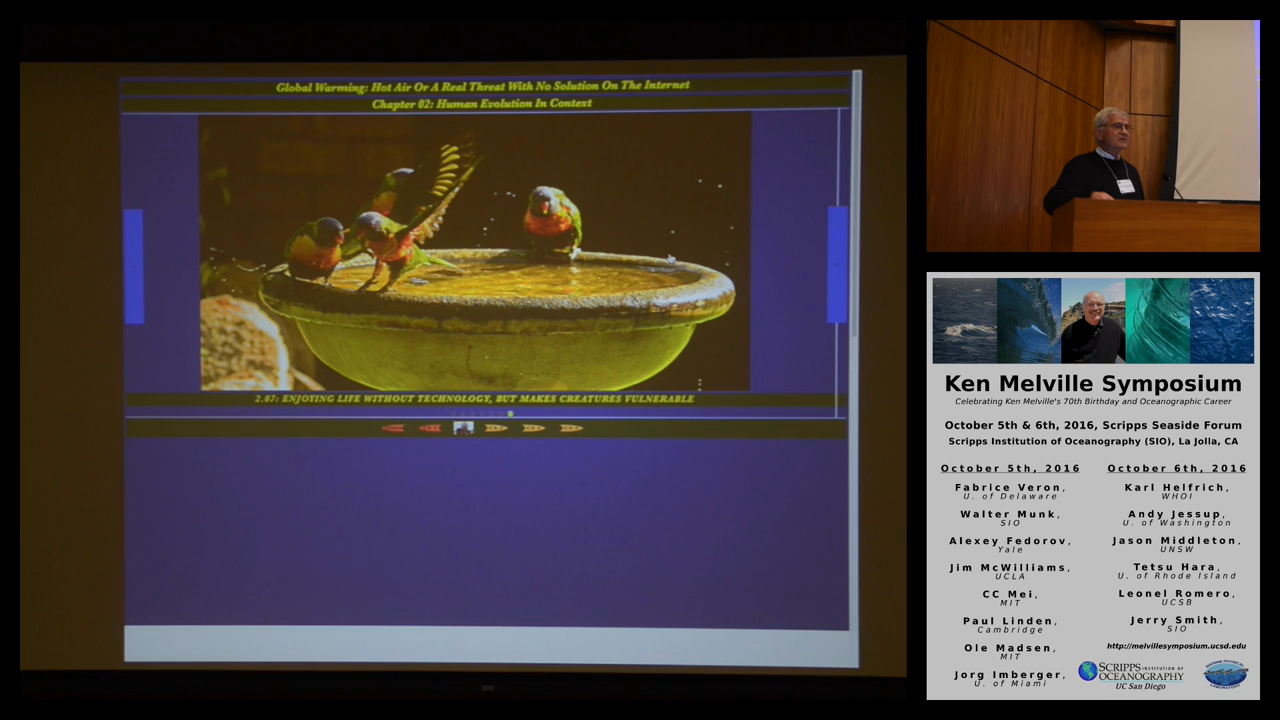 Global Warming: Hot Air Or A Real Threat With No Solution On The Internet
Chapter 02: Human Evolution In Context
2.07: ENJOYING LIFE WITHOUT TECHNOLOGY, BUT MAKES CREATURES VULNERABLE
Ken Melville Symposium
Celebrating Ken Melville's 70th Birthday and Oceanographic Career
October 5th & 6th, 2016, Scripps Seaside Forum
Scripps Institution of Oceanography (SIO), La Jolla, CA
October 5th, 2016
Fabrice Veron,
U. of Delaware
Walter Munk,
SIO
Alexey Fedorov,
Yale
Jim McWilliams,
UCLA
CC Mei,
MIT
Paul Linden,
Cambridge
Ole Madsen,
MIT
Jorg Imberger,
U. of Miami
October 6th, 2016
Karl Helfrich,
WHOI
Andy Jessup,
U. of Washington
Jason Middleton,
UNSW
Tetsu Hara,
U. of Rhode Island
Leonel Romero,
UCSB
Jerry Smith,
SIO
http://melvillesymposium.ucsd.edu
SCRIPPS INSTITUTION OF
OCEANOGRAPHY
UC San Diego
MARINE PHYSICAL
LABORATORY